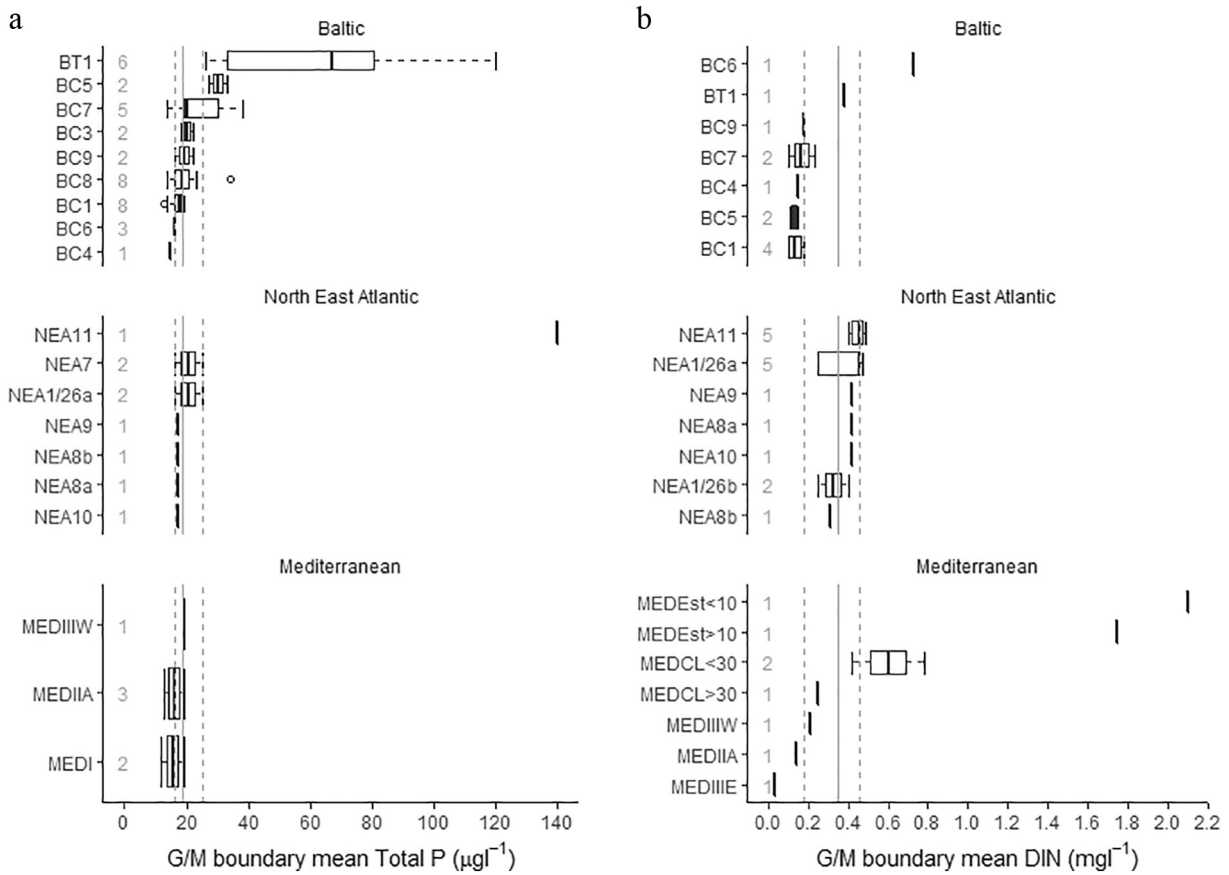 a
Baltic
BT1 6
BC5 2
BC7 5
BC3 2
BC9 2
BC8 8
BC1 8
BC6 3
BC4 1
North East Atlantic
NEA11 1
NEA7 2
NEA1/26a 2
NEA9 1
NEA8b 1
NEA8a 1
NEA10 1
Mediterranean
MEDIIIW 1
MEDIIA 3
MEDI 2
0 20 40 60 80 100 120 140
G/M boundary mean Total P (µgl⁻¹)
b
Baltic
BC6 1
BT1 1
BC9 1
BC7 2
BC4 1
BC5 2
BC1 4
North East Atlantic
NEA11 5
NEA1/26a 5
NEA9 1
NEA8a 1
NEA10 1
NEA1/26b 2
NEA8b 1
Mediterranean
MEDEst<10 1
MEDEst>10 1
MEDCL<30 2
MEDCL>30 1
MEDIIIW 1
MEDIIA 1
MEDIIIE 1
0.0 0.2 0.4 0.6 0.8 1.0 1.2 1.4 1.6 1.8 2.0 2.2
G/M boundary mean DIN (mgl⁻¹)